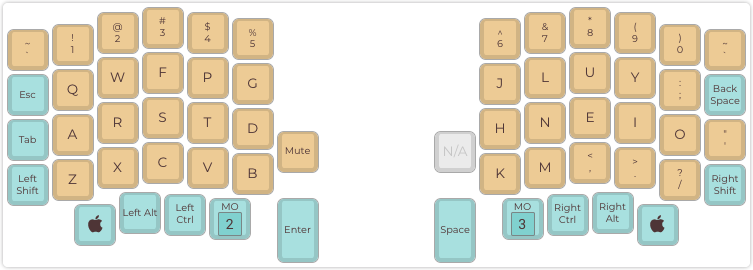 ~ ! @ # $ % ^ & * ( ) ~
` 1 2 3 4 5 6 7 8 9 0 `
Esc Q W F P G J L U Y : ; Back Space
Tab A R S T D H N E I O " '
Left Shift Z X C V B Mute N/A K M < , > . ? / Right Shift
Left Alt Left Ctrl MO 2 Enter Space MO 3 Right Ctrl Right Alt